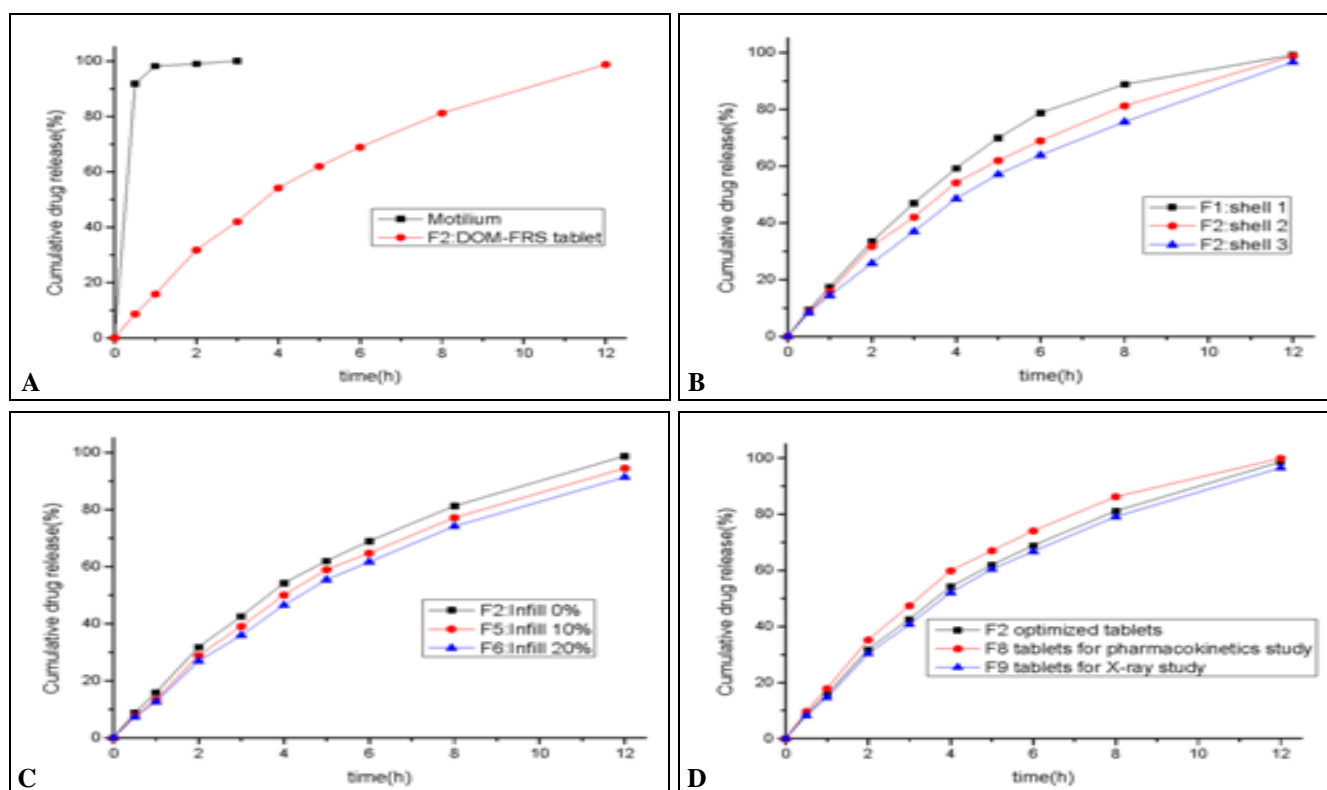 Cumulative drug release(%)
100
80
60
40
20
0
Motilium
F2:DOM-FRS tablet
0 2 4 6 8 10 12
time(h)
A
Cumulative drug release(%)
100
80
60
40
20
0
F1:shell 1
F2:shell 2
F2:shell 3
0 2 4 6 8 10 12
time(h)
B
Cumulative drug release(%)
100
80
60
40
20
0
F2:Infill 0%
F5:Infill 10%
F6:Infill 20%
0 2 4 6 8 10 12
time(h)
C
Cumulative drug release(%)
100
80
60
40
20
0
F2 optimized tablets
F8 tablets for pharmacokinetics study
F9 tablets for X-ray study
0 2 4 6 8 10 12
time(h)
D